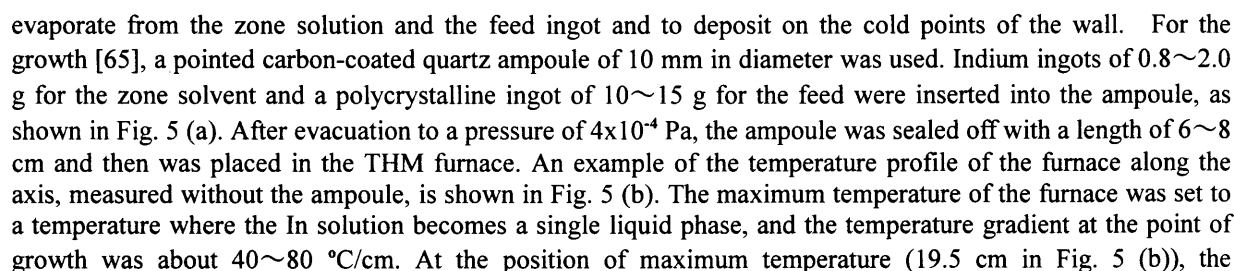 evaporate from the zone solution and the feed ingot and to deposit on the cold points of the wall. For the
growth [65], a pointed carbon-coated quartz ampoule of 10 mm in diameter was used. Indium ingots of 0.8～2.0
g for the zone solvent and a polycrystalline ingot of 10～15 g for the feed were inserted into the ampoule, as
shown in Fig. 5 (a). After evacuation to a pressure of 4x10⁻⁴ Pa, the ampoule was sealed off with a length of 6～8
cm and then was placed in the THM furnace. An example of the temperature profile of the furnace along the
axis, measured without the ampoule, is shown in Fig. 5 (b). The maximum temperature of the furnace was set to
a temperature where the In solution becomes a single liquid phase, and the temperature gradient at the point of
growth was about 40～80 ºC/cm. At the position of maximum temperature (19.5 cm in Fig. 5 (b)), the